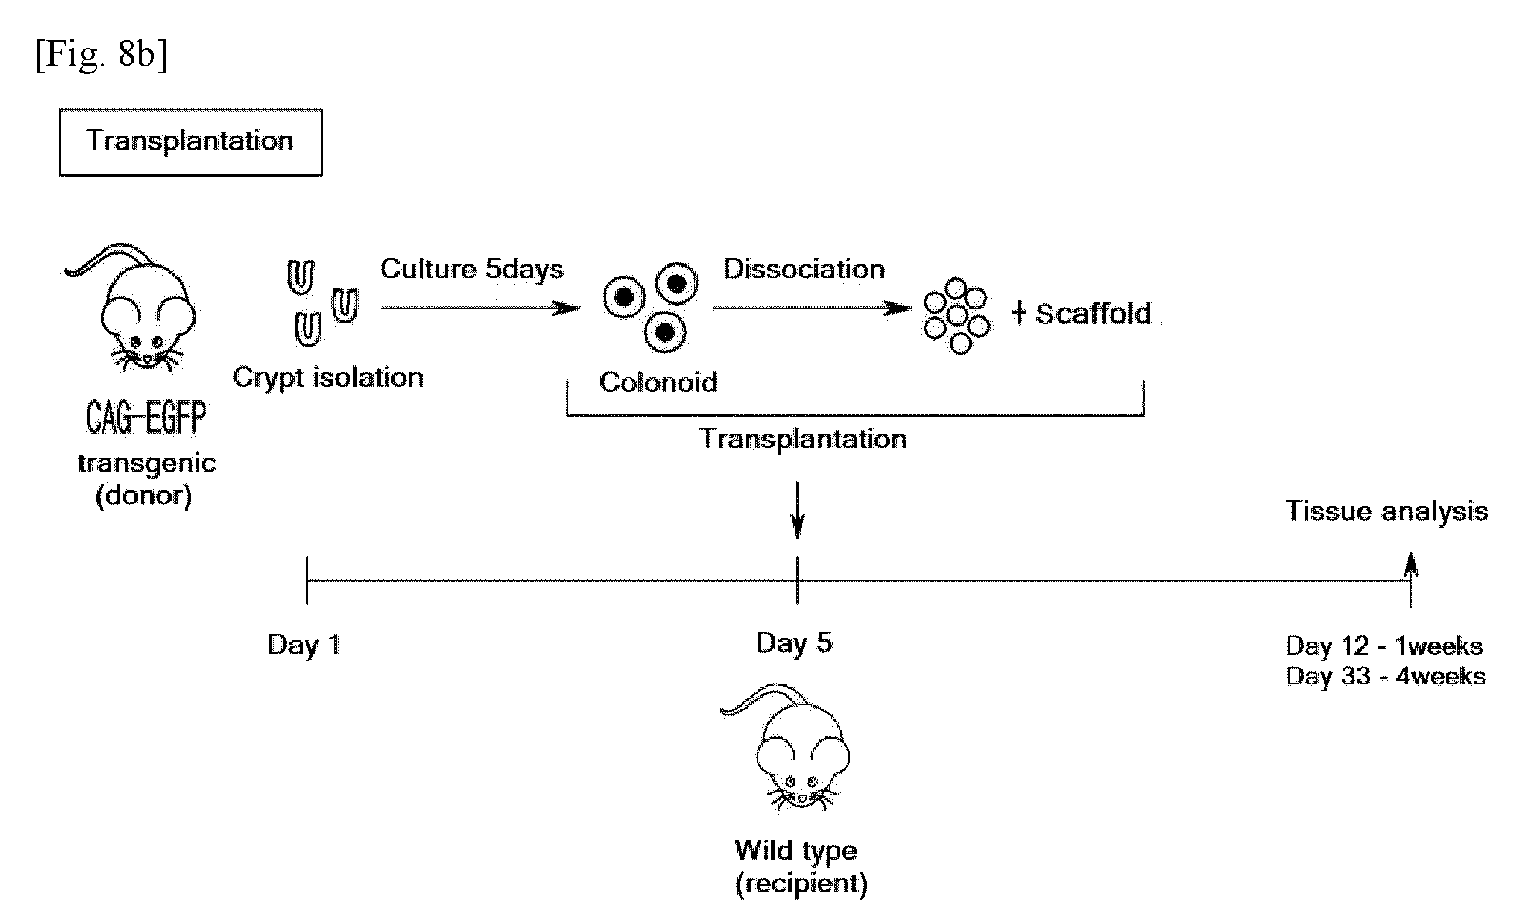 [Fig. 8b]
Transplantation
Culture 5days
Dissociation
+ Scaffold
Crypt isolation
Colonoid
CAG-EGFP
transgenic
(donor)
Transplantation
Tissue analysis
Day 1
Day 5
Day 12 - 1weeks
Day 33 - 4weeks
Wild type
(recipient)